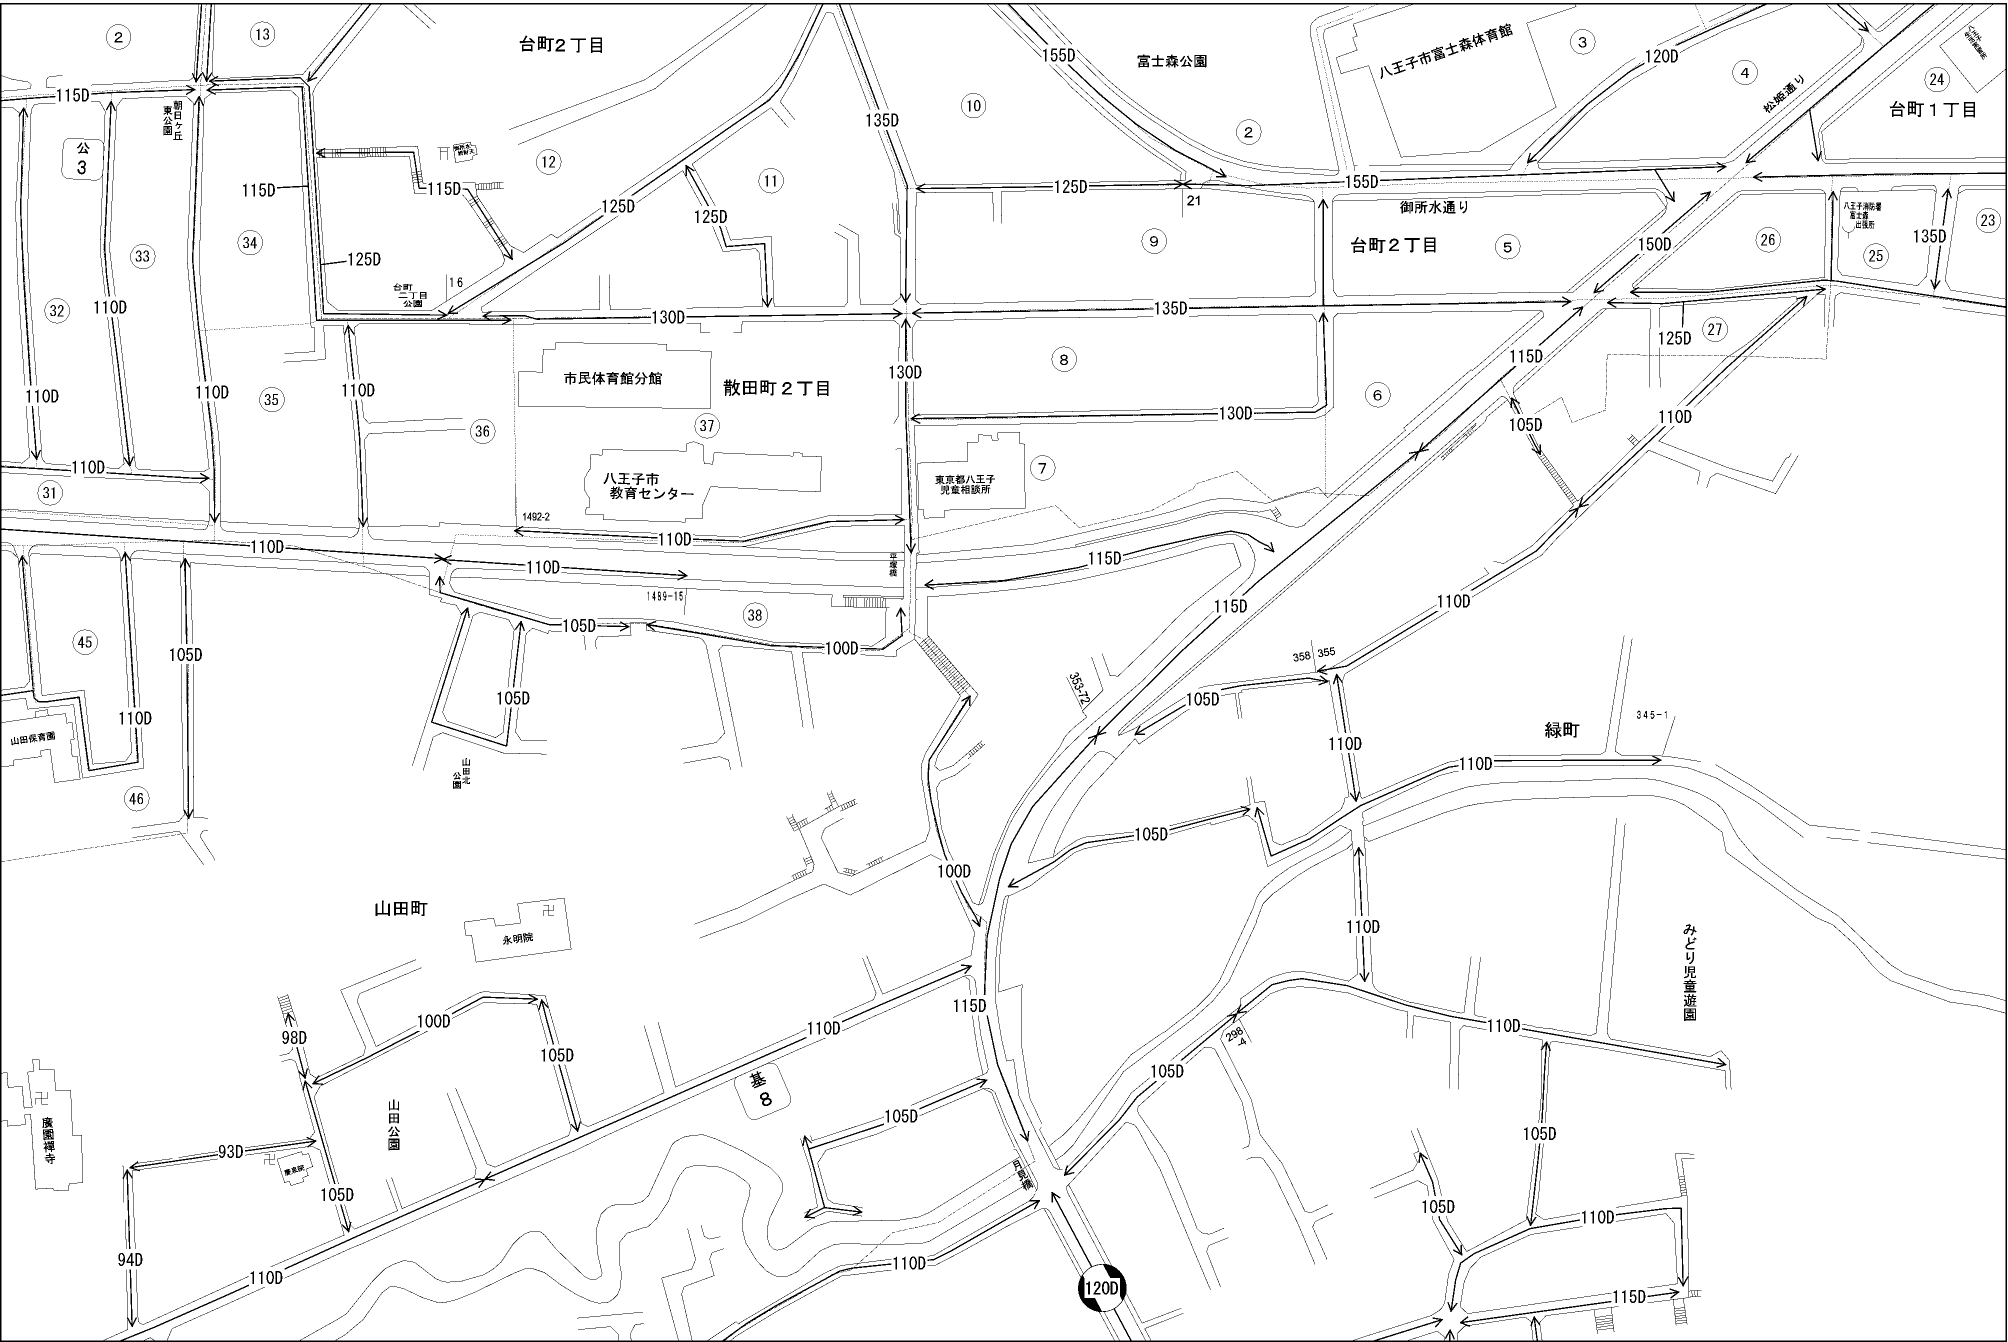 2
13
台町2丁目
155D
富士森公園
八王子市富士森体育館
3
120D
4
松姫通り
24
台町1丁目
115D
朝日ヶ丘
東公園
10
135D
2
公
3
12
115D
115D
11
125D
155D
21
御所水通り
125D
125D
34
33
125D
9
台町2丁目
5
150D
26
八王子消防署
富士森
出張所
25
135D
23
台町
二丁目
公園
16
32
110D
130D
135D
27
125D
115D
市民体育館分館
散田町2丁目
130D
8
6
110D
110D
110D
35
36
37
130D
105D
110D
110D
31
八王子市
教育センター
東京都八王子
児童相談所
7
1492-2
110D
110D
110D
平塚橋
115D
1489-15
38
105D
100D
115D
110D
45
105D
358
355
105D
353-72
110D
105D
山田保育園
山田北
公園
110D
緑町
345-1
110D
46
105D
100D
山田町
永明院
110D
みどり児童遊園
98D
100D
105D
110D
115D
110D
298
-4
105D
基
8
廣園禪寺
山田公園
93D
105D
105D
105D
月見橋
105D
110D
94D
110D
110D
120D
115D